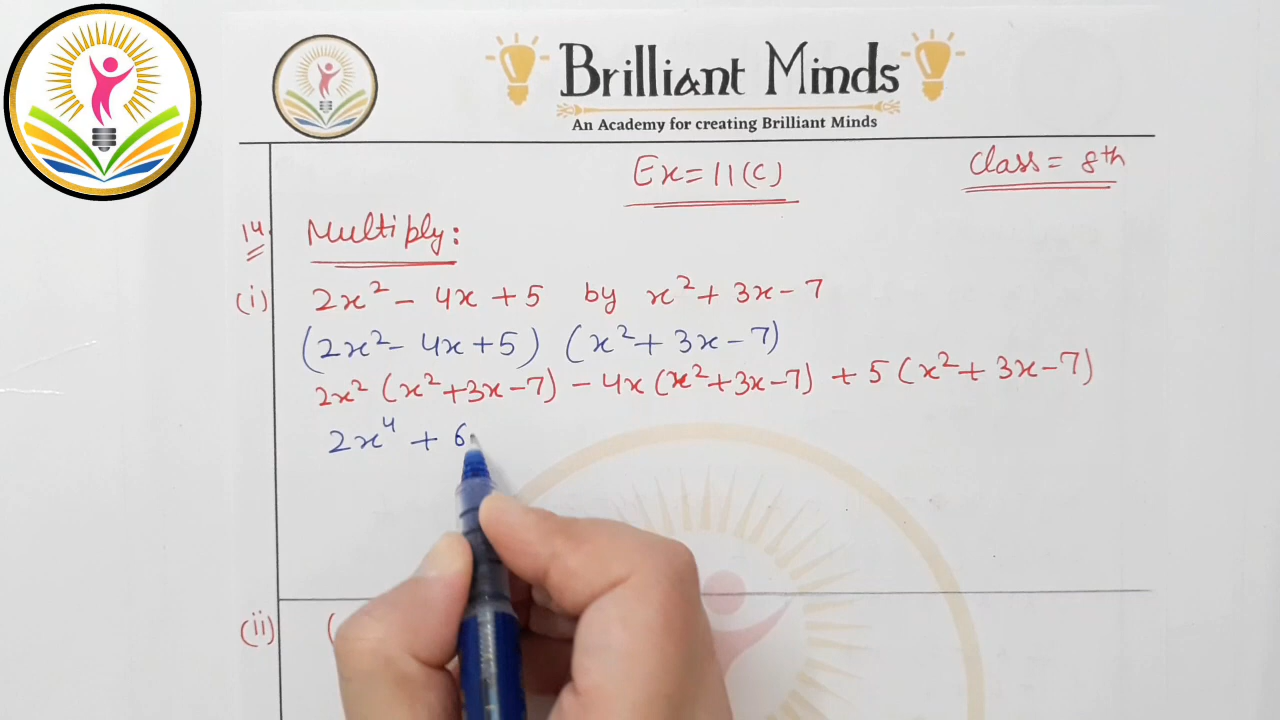 Brilliant Minds
An Academy for creating Brilliant Minds
Ex=11(c)
Class = 8th
14. Multiply:
(i) 2x² - 4x + 5 by x² + 3x - 7
(2x² - 4x + 5) (x² + 3x - 7)
2x² (x² + 3x - 7) - 4x (x² + 3x - 7) + 5 (x² + 3x - 7)
2x⁴ + 6
(ii) (